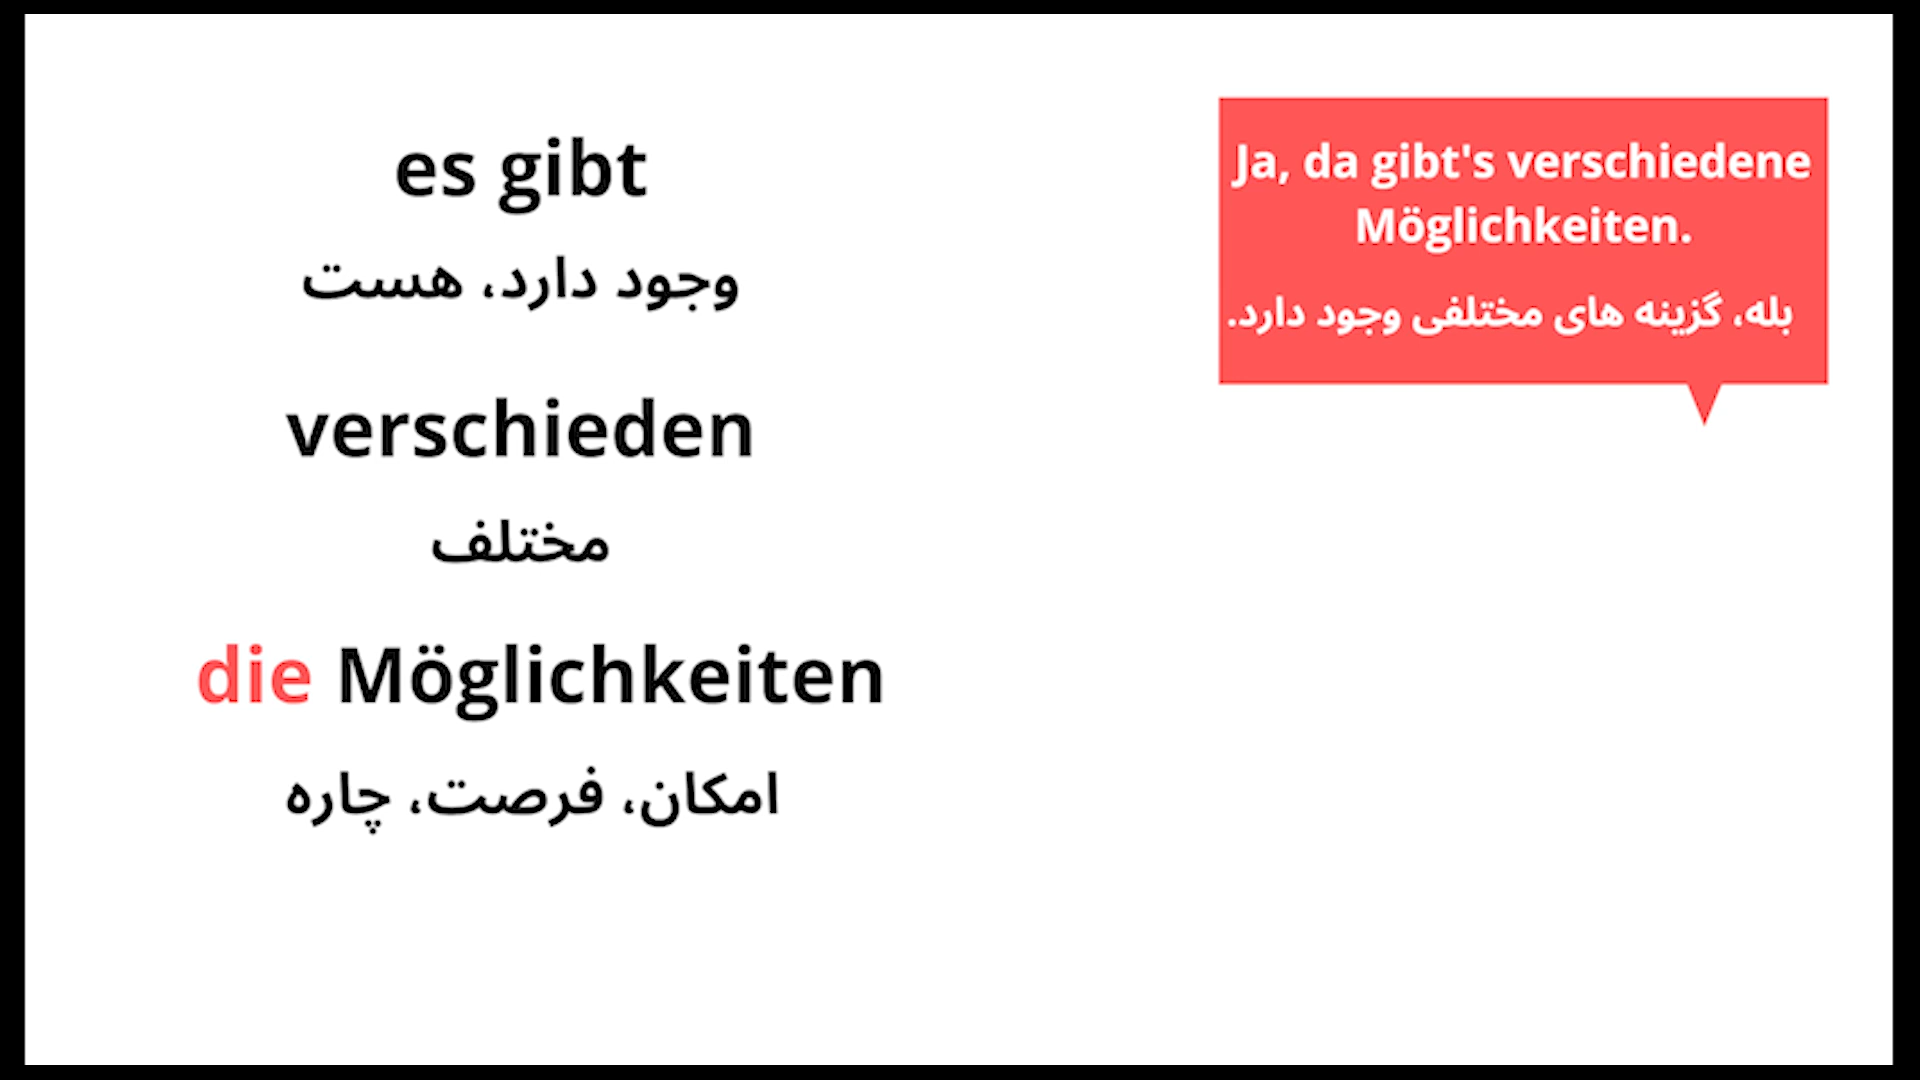 es gibt
وجود دارد، هست
verschieden
مختلف
die Möglichkeiten
امکان، فرصت، چاره
Ja, da gibt's verschiedene
Möglichkeiten.
بله، گزینه های مختلفی وجود دارد.